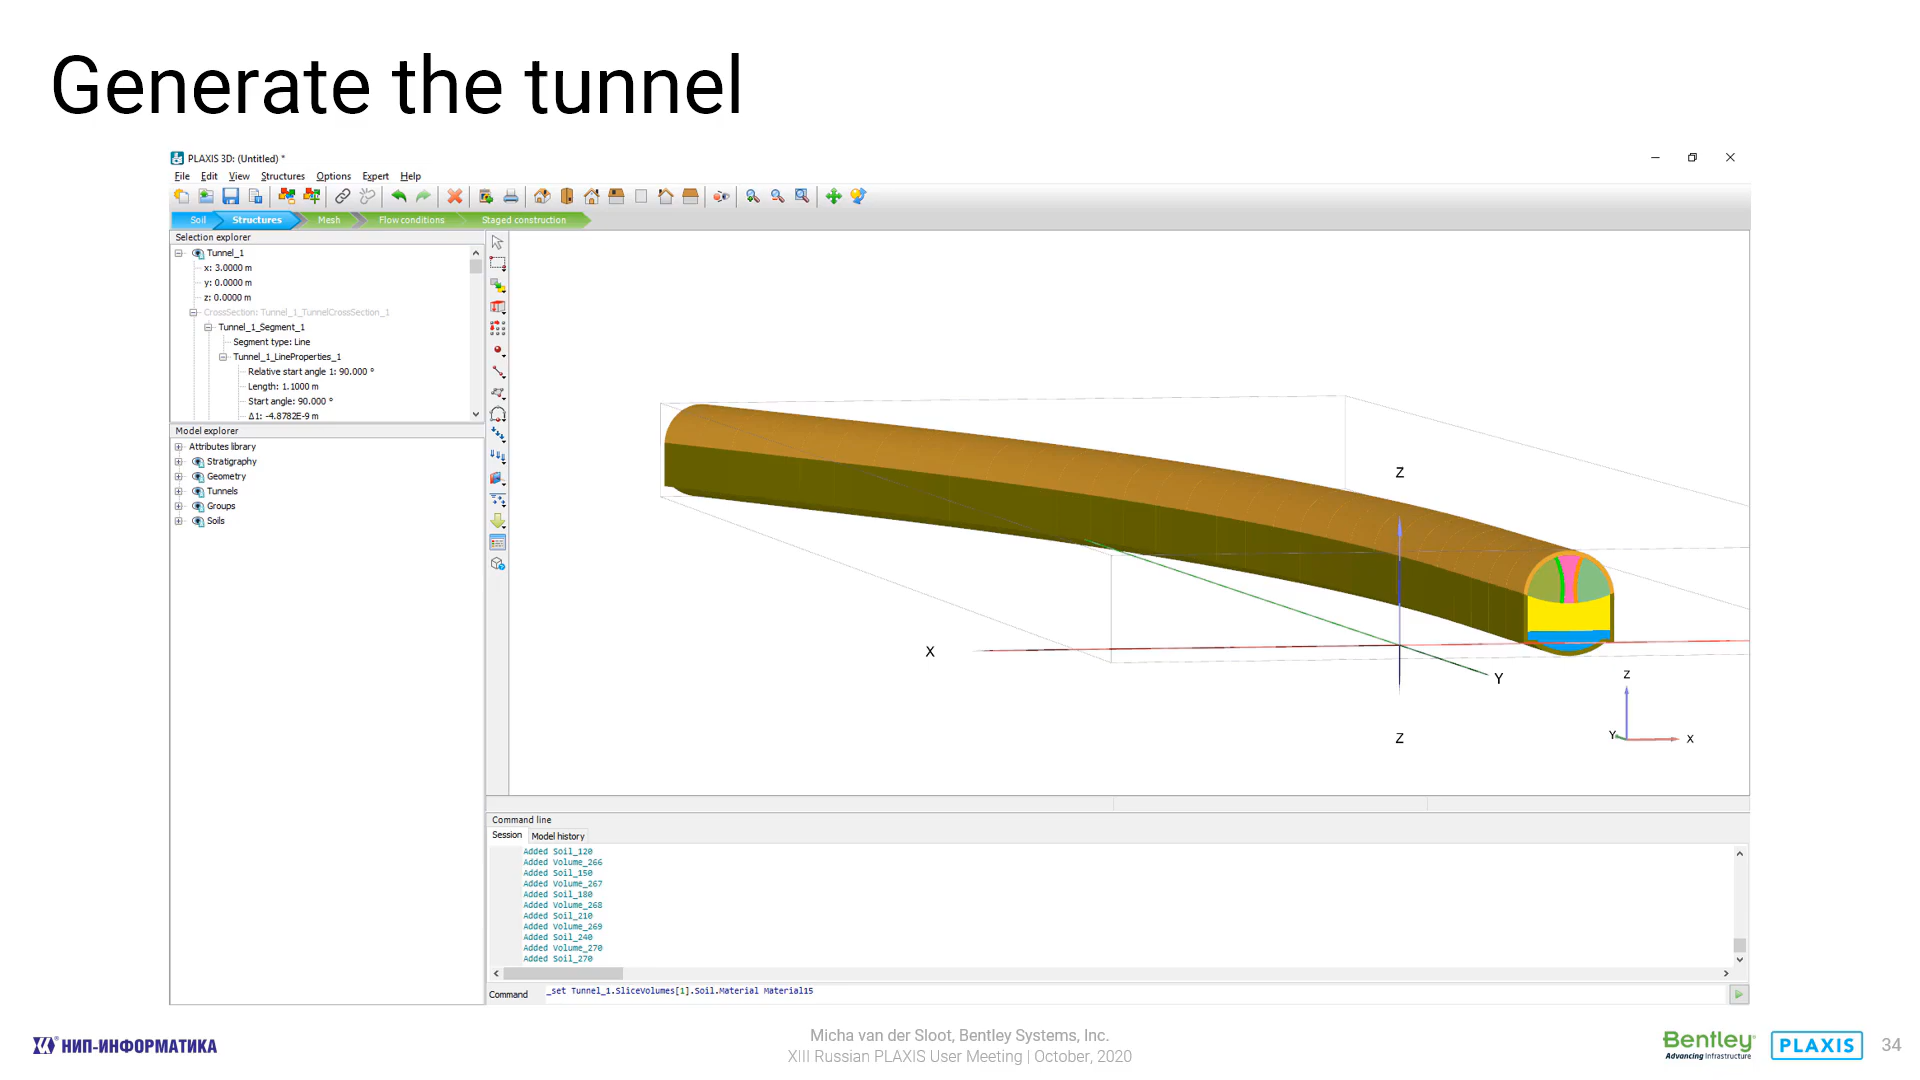 Generate the tunnel
PLAXIS 3D: (Untitled) *
File Edit View Structures Options Expert Help
Soil Structures Mesh Flow conditions Staged construction
Selection explorer
Tunnel_1
x: 3.0000 m
y: 0.0000 m
z: 0.0000 m
CrossSection: Tunnel_1_TunnelCrossSection_1
Tunnel_1_Segment_1
Segment type: Line
Tunnel_1_LineProperties_1
Relative start angle 1: 90.000 °
Length: 1.1000 m
Start angle: 90.000 °
Δ1: -4.8782E-9 m
Model explorer
Attributes library
Stratigraphy
Geometry
Tunnels
Groups
Soils
Z
X
Y
Z
Z
Y
X
Command line
Session Model history
Added Soil_120
Added Volume_266
Added Soil_150
Added Volume_267
Added Soil_180
Added Volume_268
Added Soil_210
Added Volume_269
Added Soil_240
Added Volume_270
Added Soil_270
Command _set Tunnel_1.SliceVolumes[1].Soil.Material Material15
НИП-ИНФОРМАТИКА
Micha van der Sloot, Bentley Systems, Inc.
XIII Russian PLAXIS User Meeting | October, 2020
Bentley
Advancing Infrastructure
PLAXIS
34